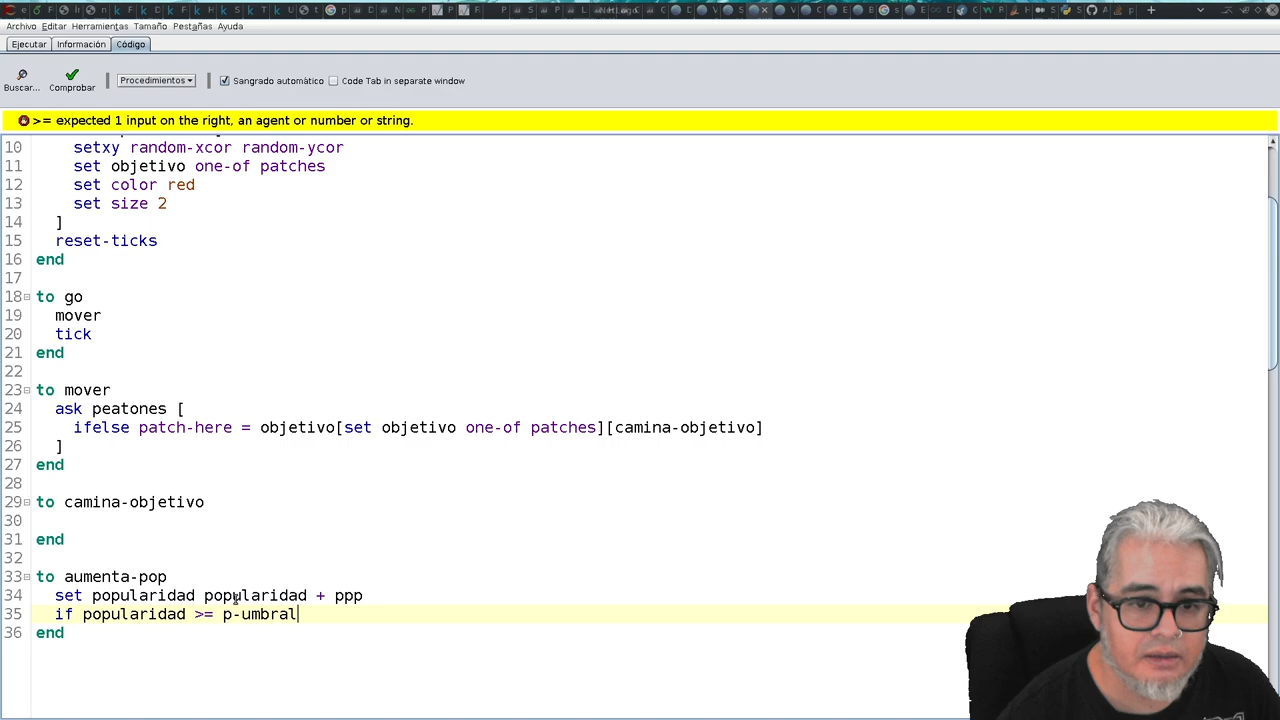 Archivo Editar Herramientas Tamaño Pestañas Ayuda
Ejecutar Información Código
Buscar... Comprobar Procedimientos Sangrado automático Code Tab in separate window
>= expected 1 input on the right, an agent or number or string.
10 setxy random-xcor random-ycor
11 set objetivo one-of patches
12 set color red
13 set size 2
14 ]
15 reset-ticks
16 end
17
18 to go
19 mover
20 tick
21 end
22
23 to mover
24 ask peatones [
25 ifelse patch-here = objetivo[set objetivo one-of patches][camina-objetivo]
26 ]
27 end
28
29 to camina-objetivo
30
31 end
32
33 to aumenta-pop
34 set popularidad popularidad + ppp
35 if popularidad >= p-umbral
36 end